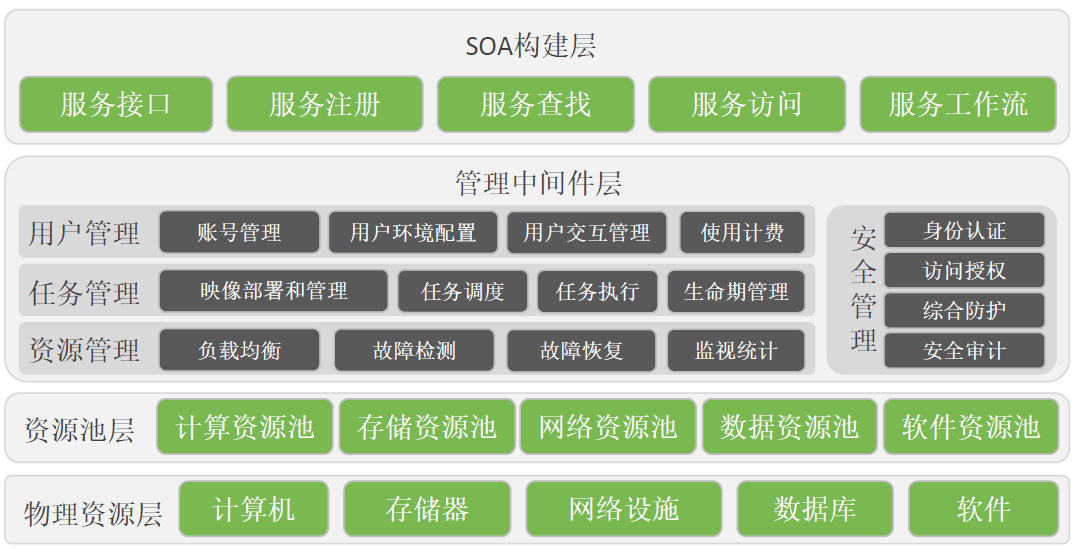 SOA构建层
服务接口 服务注册 服务查找 服务访问 服务工作流
管理中间件层
用户管理 账号管理 用户环境配置 用户交互管理 使用计费
任务管理 映像部署和管理 任务调度 任务执行 生命期管理
资源管理 负载均衡 故障检测 故障恢复 监视统计
安全管理
身份认证
访问授权
综合防护
安全审计
资源池层 计算资源池 存储资源池 网络资源池 数据资源池 软件资源池
物理资源层 计算机 存储器 网络设施 数据库 软件